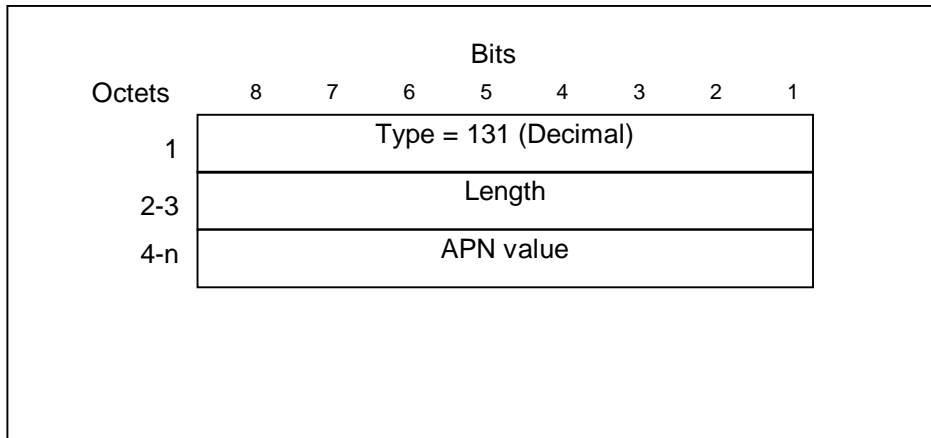 Bits
Octets 8 7 6 5 4 3 2 1
1 Type = 131 (Decimal)
2-3 Length
4-n APN value